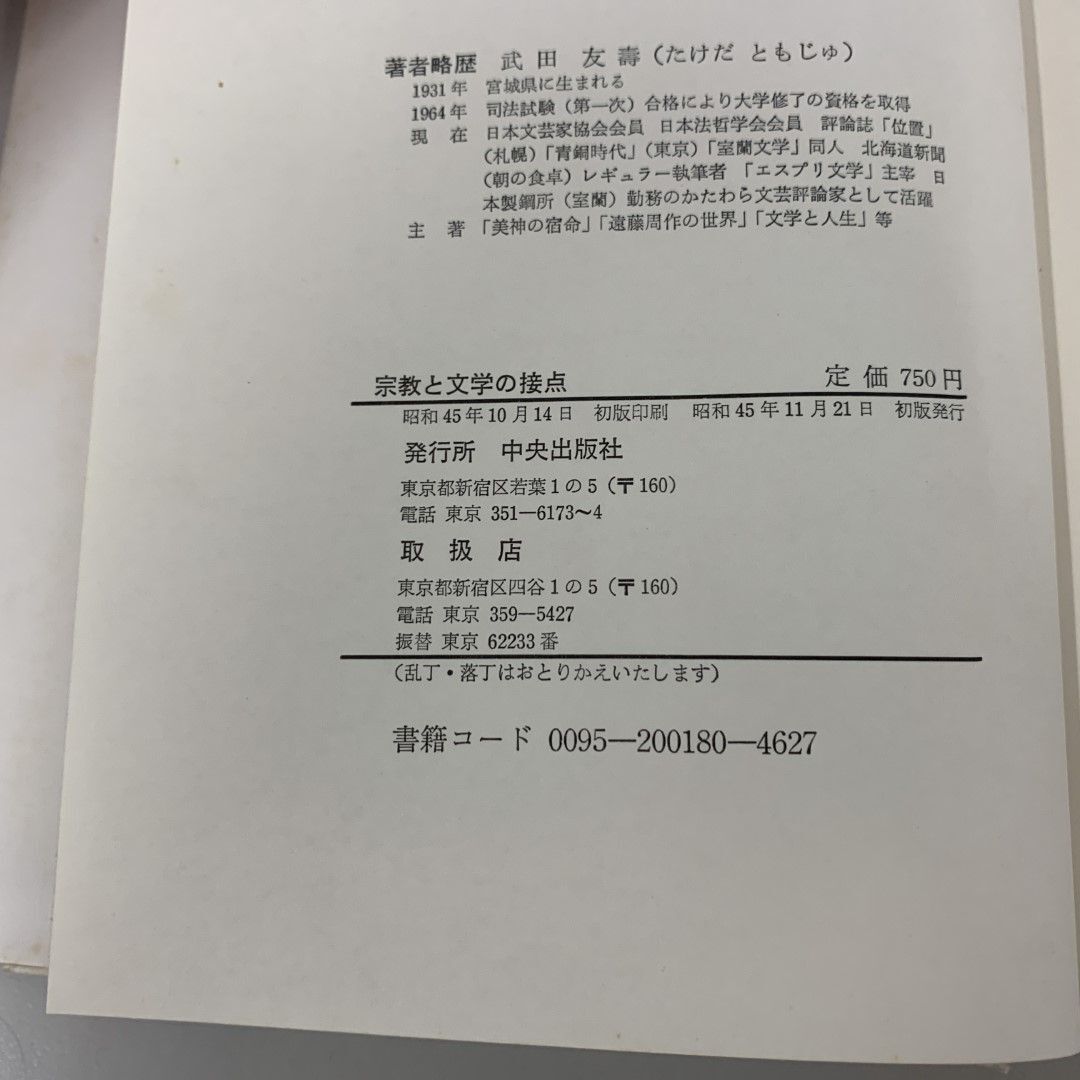 著者略歴　武田　友壽（たけだ ともじゅ）
1931年　宮城県に生まれる
1964年　司法試験（第一次）合格により大学修了の資格を取得
現　在　日本文芸家協会会員　日本法哲学会会員　評論誌「位置」
（札幌）「青銅時代」（東京）「室蘭文学」同人　北海道新聞
（朝の食卓）レギュラー執筆者　「エスプリ文学」主宰　日
本製鋼所（室蘭）勤務のかたわら文芸評論家として活躍
主　著　「美神の宿命」「遠藤周作の世界」「文学と人生」等
宗教と文学の接点　定　価　750円
昭和45年10月14日　初版印刷　昭和45年11月21日　初版発行
発行所　中央出版社
東京都新宿区若葉1の5（〒160）
電話 東京 351―6173～4
取　扱　店
東京都新宿区四谷1の5（〒160）
電話 東京 359―5427
振替 東京 62233番
（乱丁・落丁はおとりかえいたします）
書籍コード 0095―200180―4627